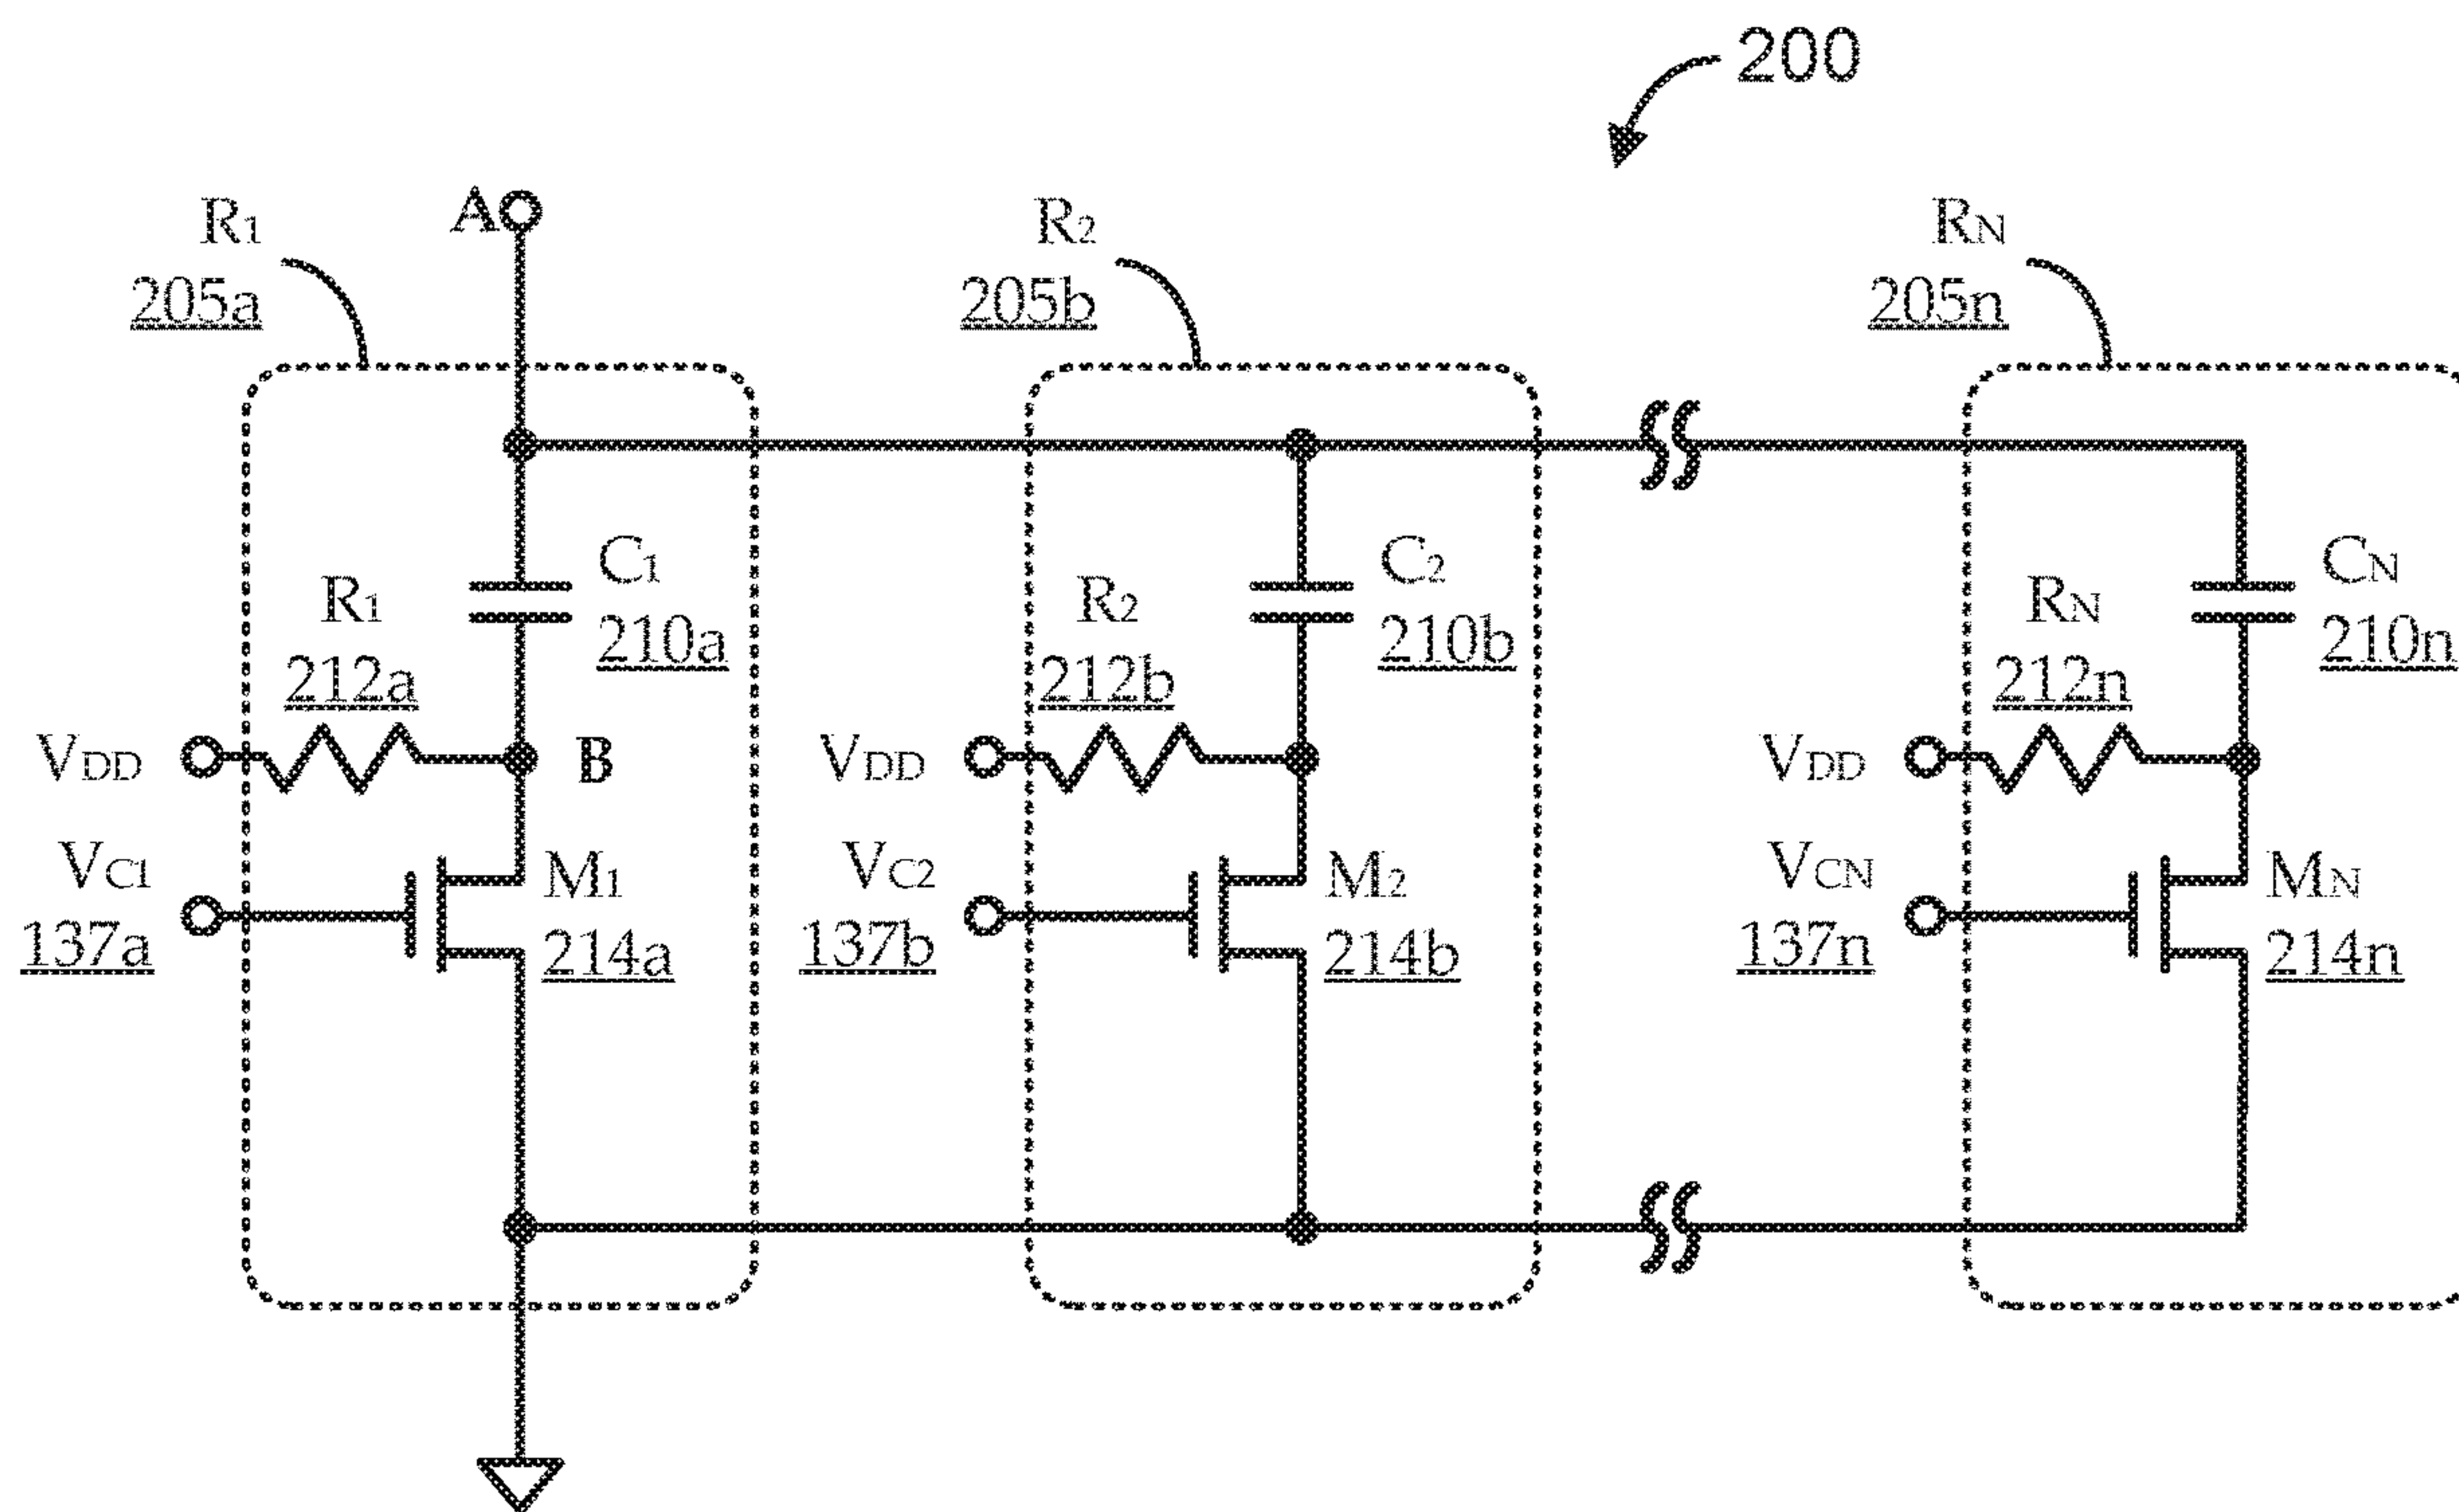 200
A
R1
205a
R2
205b
RN
205n
C1
210a
R1
212a
C2
210b
R2
212b
CN
210n
RN
212n
VDD
B
VDD
VDD
VC1
137a
M1
214a
VC2
137b
M2
214b
VCN
137n
MN
214n